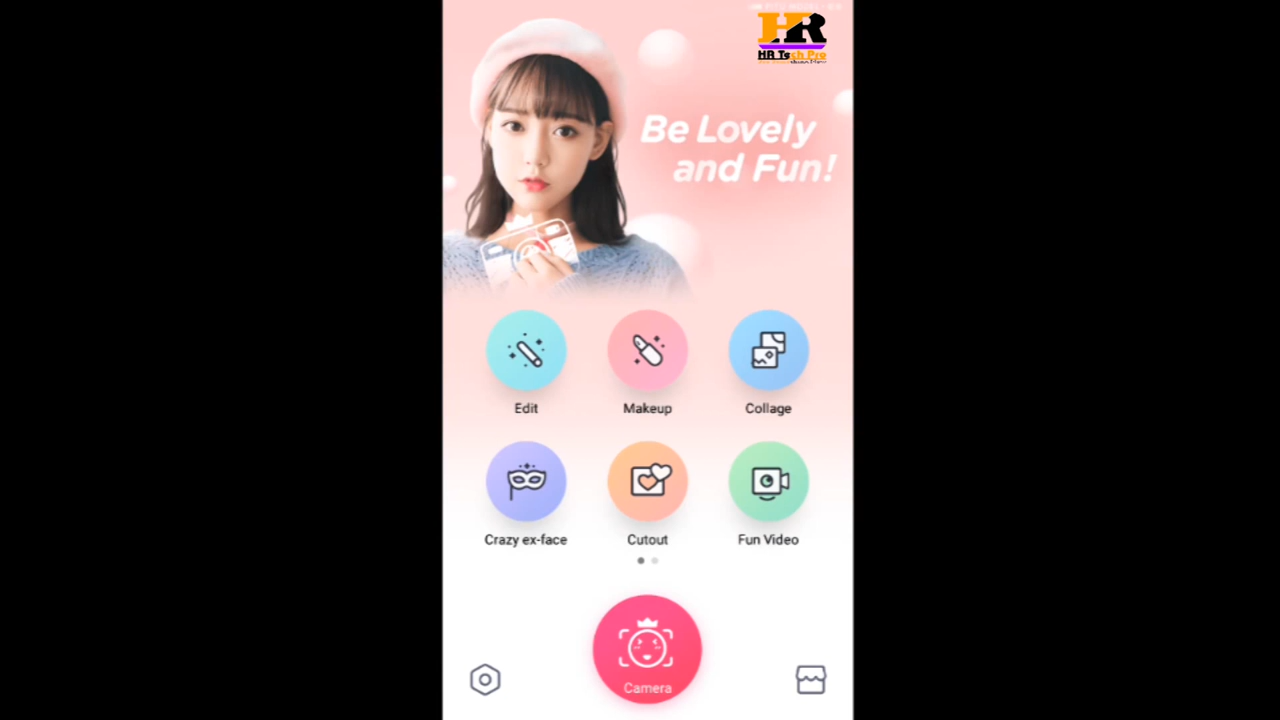 HR
HR Tech Pro
Be Lovely
and Fun!
Edit
Makeup
Collage
Crazy ex-face
Cutout
Fun Video
Camera